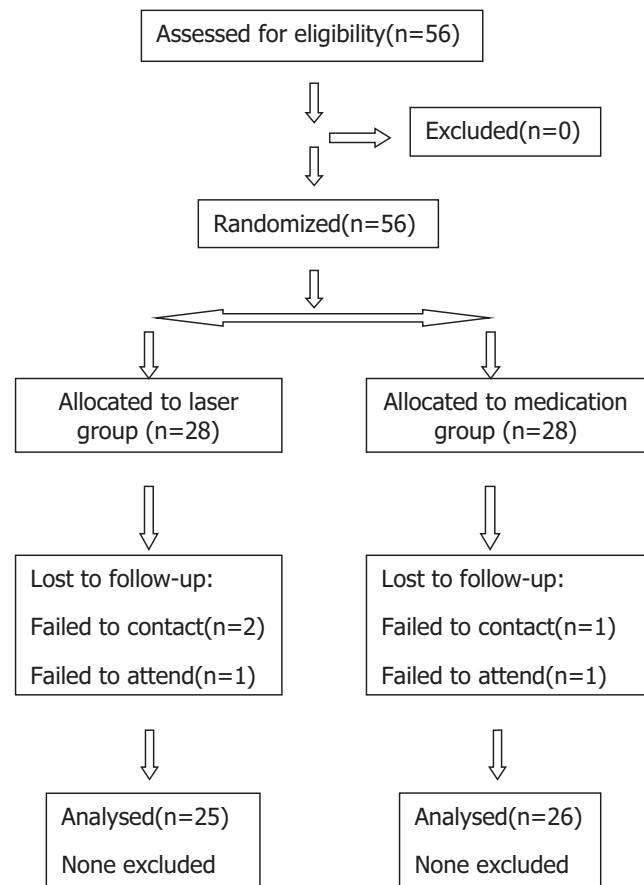 Assessed for eligibility(n=56)
Excluded(n=0)
Randomized(n=56)
Allocated to laser
group (n=28)
Allocated to medication
group (n=28)
Lost to follow-up:
Failed to contact(n=2)
Failed to attend(n=1)
Lost to follow-up:
Failed to contact(n=1)
Failed to attend(n=1)
Analysed(n=25)
None excluded
Analysed(n=26)
None excluded